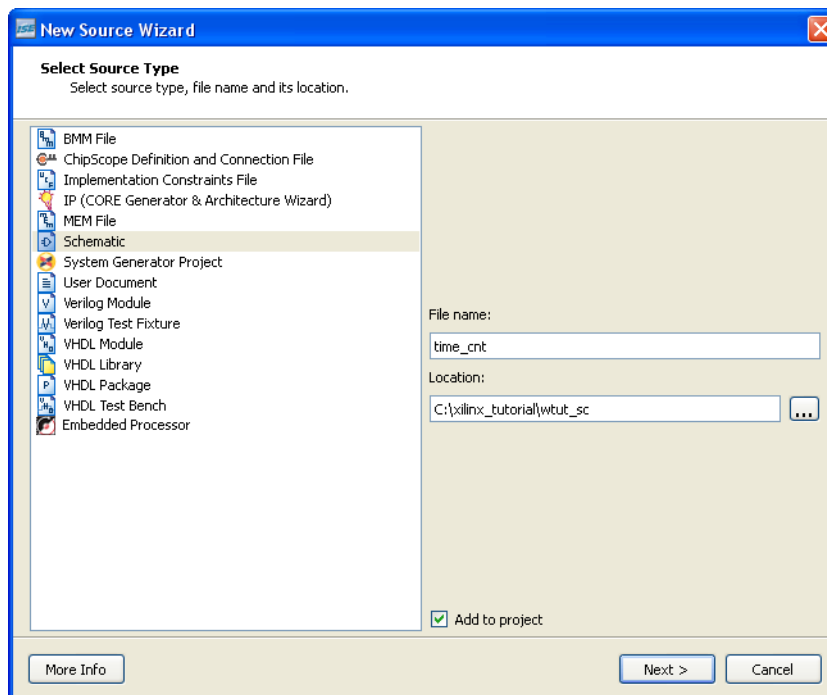 ISE New Source Wizard
Select Source Type
Select source type, file name and its location.
BMM File
ChipScope Definition and Connection File
Implementation Constraints File
IP (CORE Generator & Architecture Wizard)
MEM File
Schematic
System Generator Project
User Document
Verilog Module
Verilog Test Fixture
VHDL Module
VHDL Library
VHDL Package
VHDL Test Bench
Embedded Processor
File name:
time_cnt
Location:
C:\xilinx_tutorial\wtut_sc
...
Add to project
More Info
Next >
Cancel